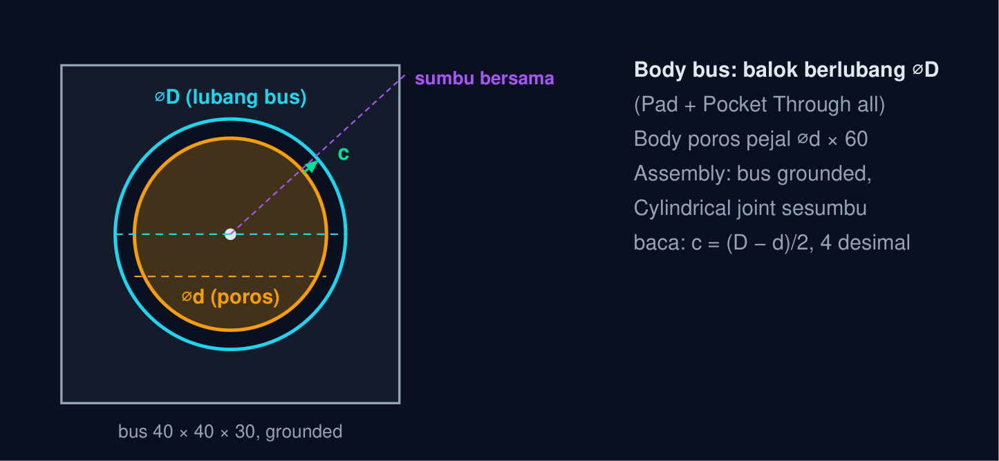 ⌀D (lubang bus)
sumbu bersama
c
⌀d (poros)
bus 40 × 40 × 30, grounded
Body bus: balok berlubang ⌀D
(Pad + Pocket Through all)
Body poros pejal ⌀d × 60
Assembly: bus grounded,
Cylindrical joint sesumbu
baca: c = (D − d)/2, 4 desimal